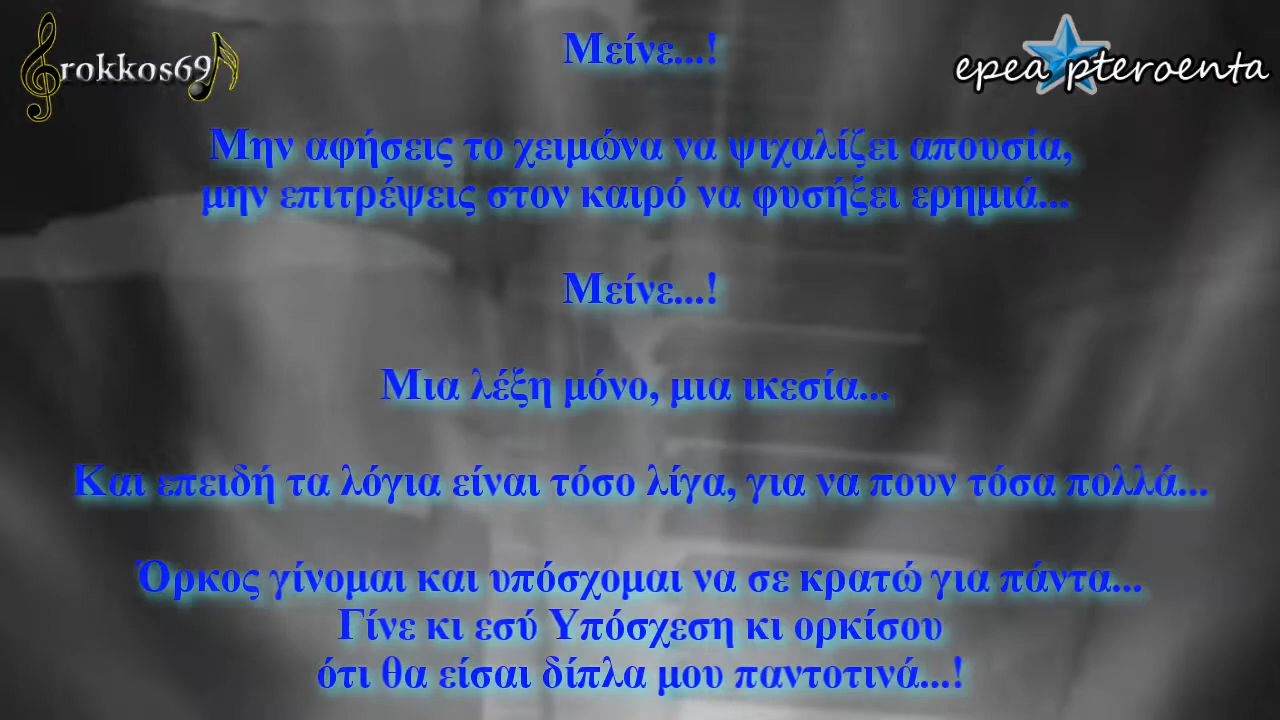 rokkos69
epea pteroenta
Μείνε...!
Μην αφήσεις το χειμώνα να ψιχαλίζει απουσία,
μην επιτρέψεις στον καιρό να φυσήξει ερημιά...
Μείνε...!
Μια λέξη μόνο, μια ικεσία...
Και επειδή τα λόγια είναι τόσο λίγα, για να πουν τόσα πολλά...
Όρκος γίνομαι και υπόσχομαι να σε κρατώ για πάντα...
Γίνε κι εσύ Υπόσχεση κι ορκίσου
ότι θα είσαι δίπλα μου παντοτινά...!